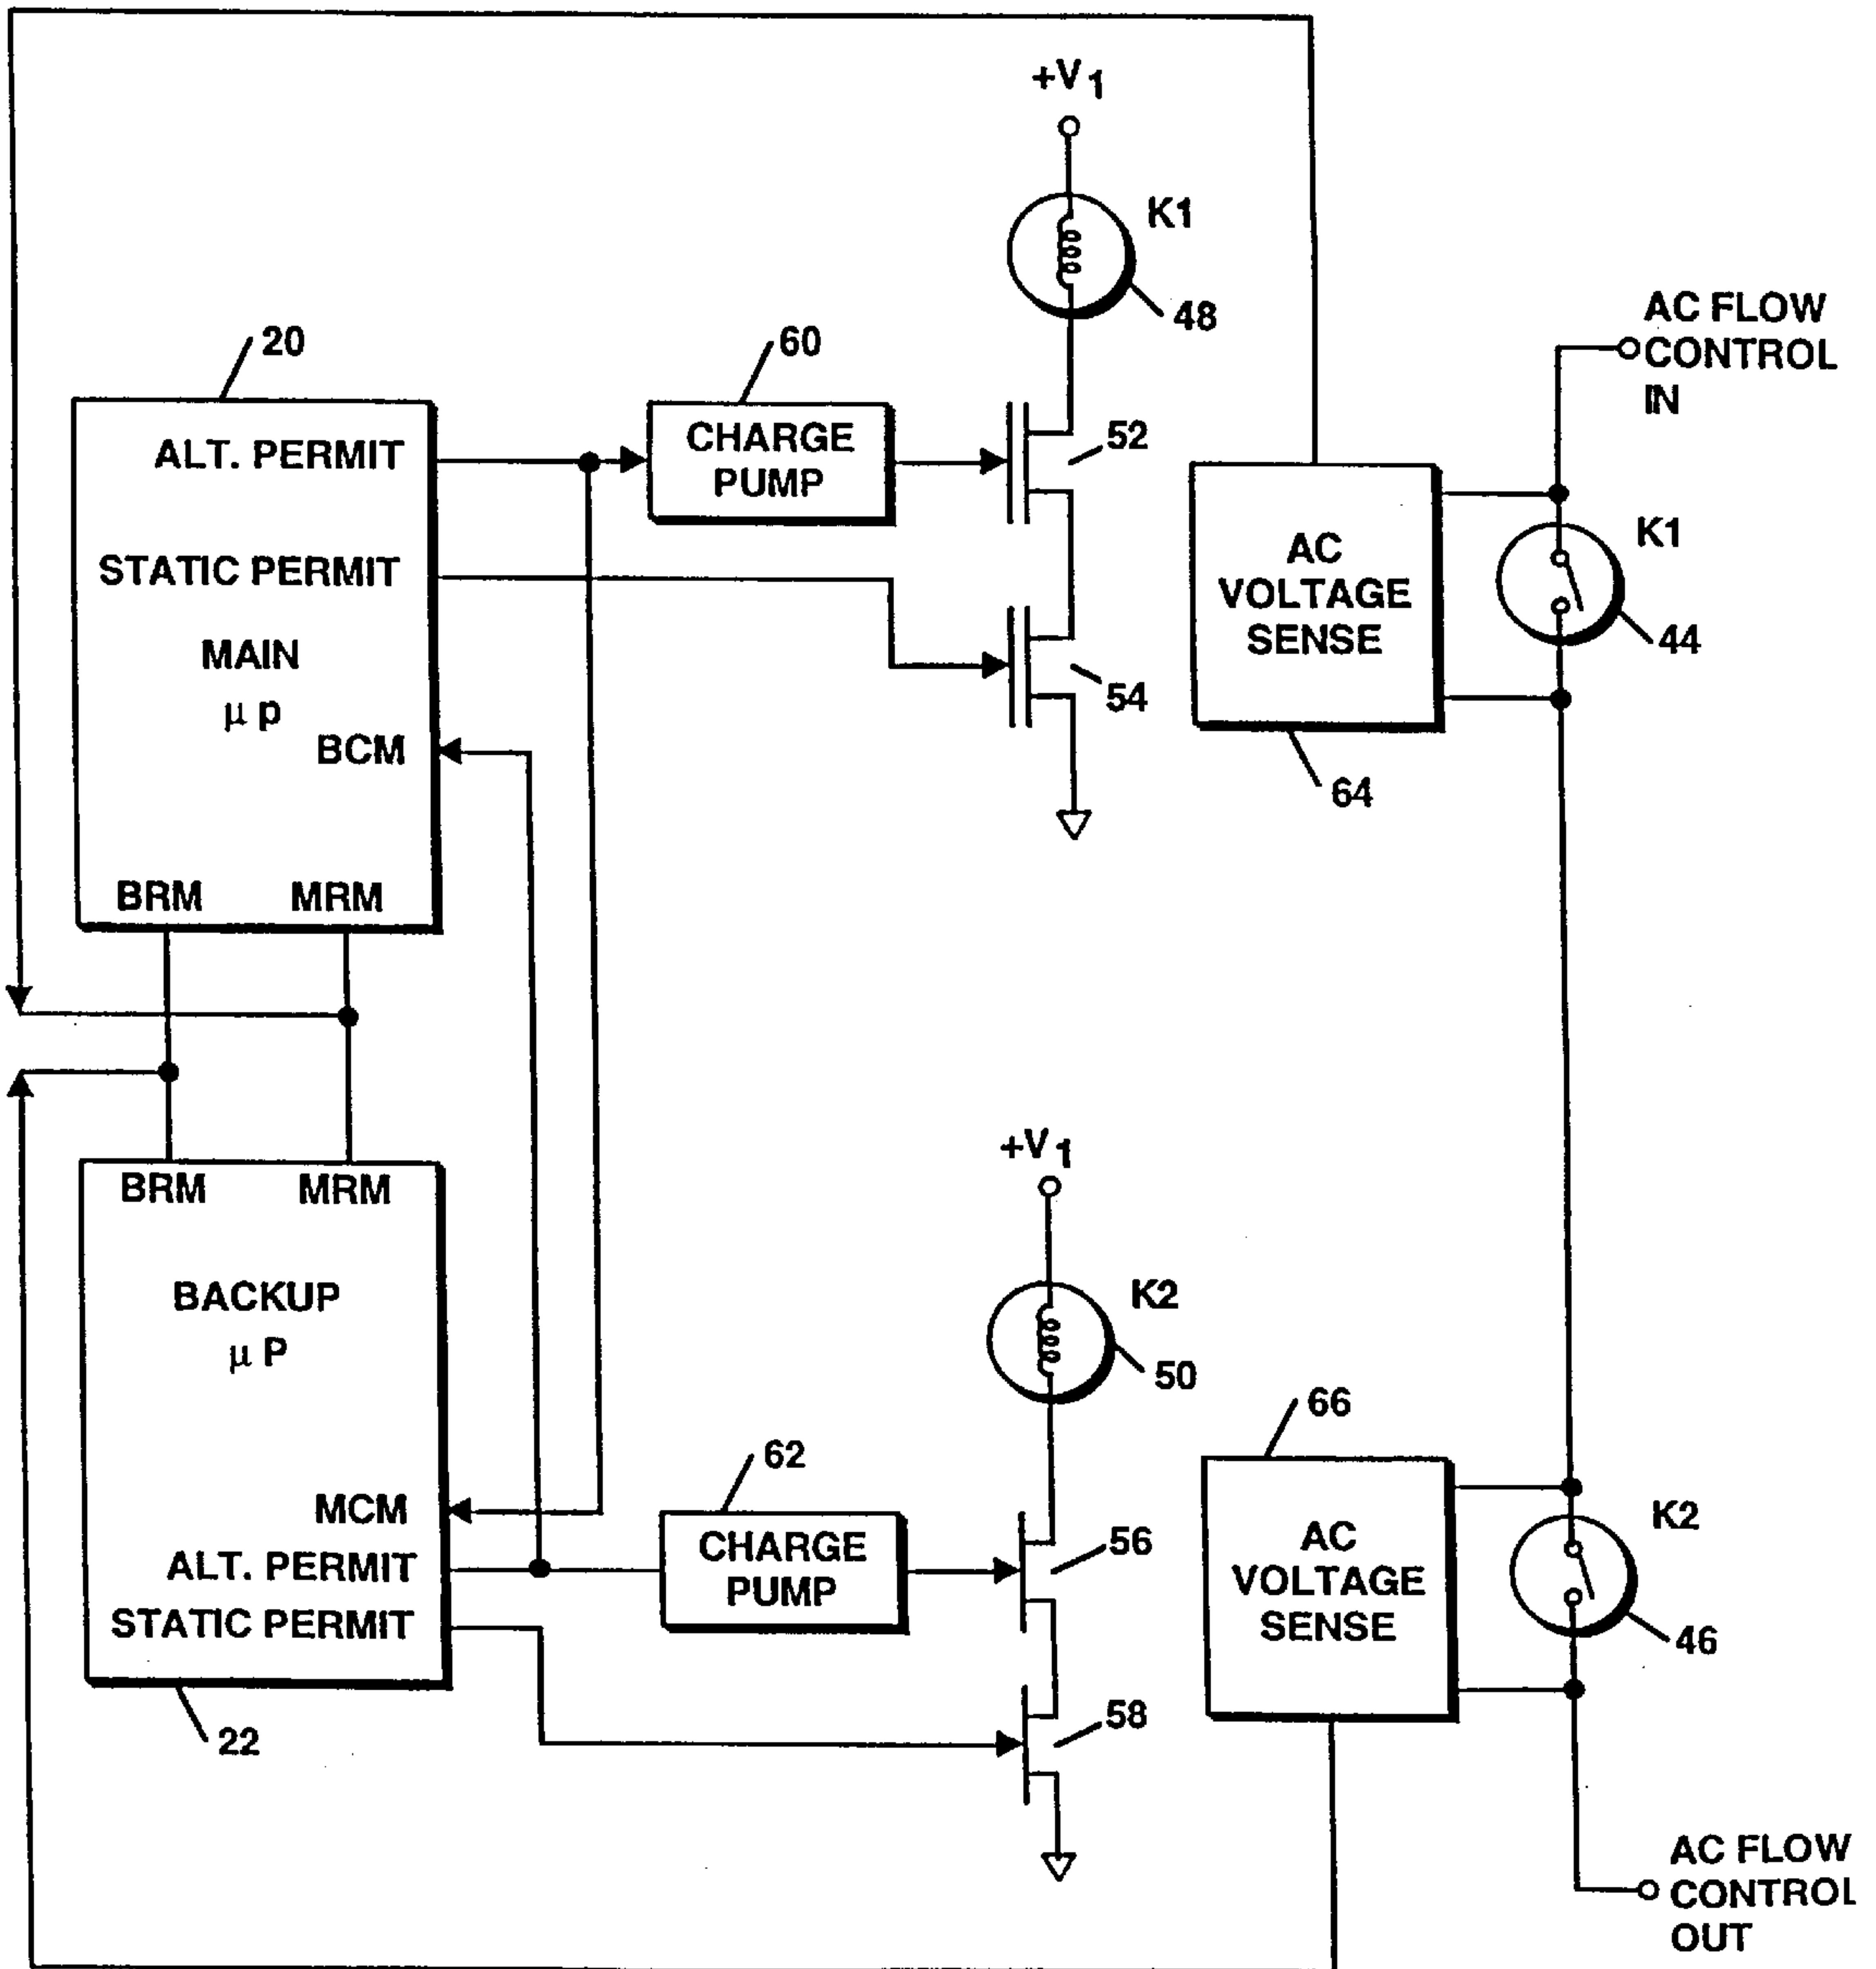 +V1
K1
48
AC FLOW
CONTROL
IN
20
60
ALT. PERMIT
CHARGE
PUMP
52
K1
STATIC PERMIT
AC
VOLTAGE
SENSE
44
MAIN
μ p
54
BCM
64
BRM MRM
+V1
BRM MRM
BACKUP
μ P
K2
50
66
62
MCM
K2
CHARGE
PUMP
56
AC
VOLTAGE
SENSE
ALT. PERMIT
STATIC PERMIT
46
22
58
AC FLOW
CONTROL
OUT